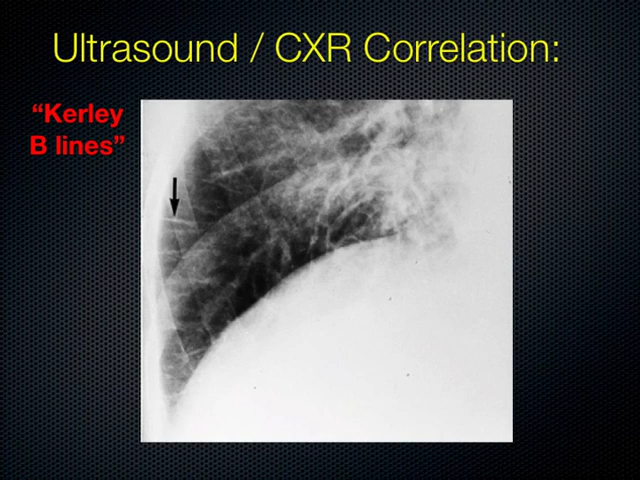 Ultrasound / CXR Correlation:
“Kerley
B lines”